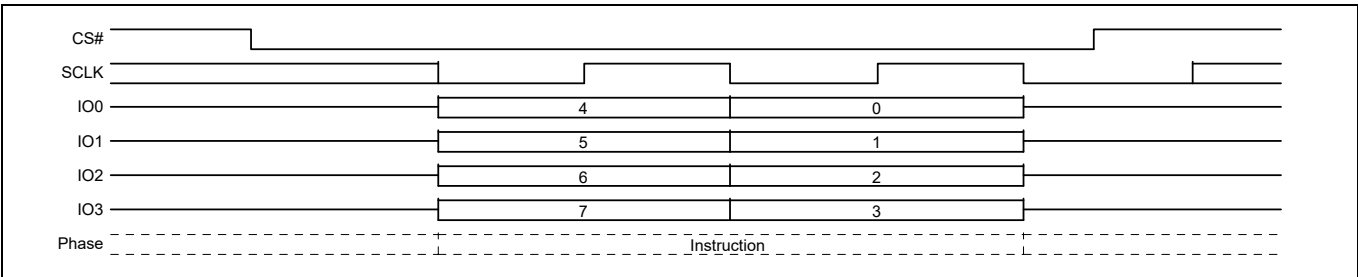 CS#
SCLK
IO0 4 0
IO1 5 1
IO2 6 2
IO3 7 3
Phase Instruction